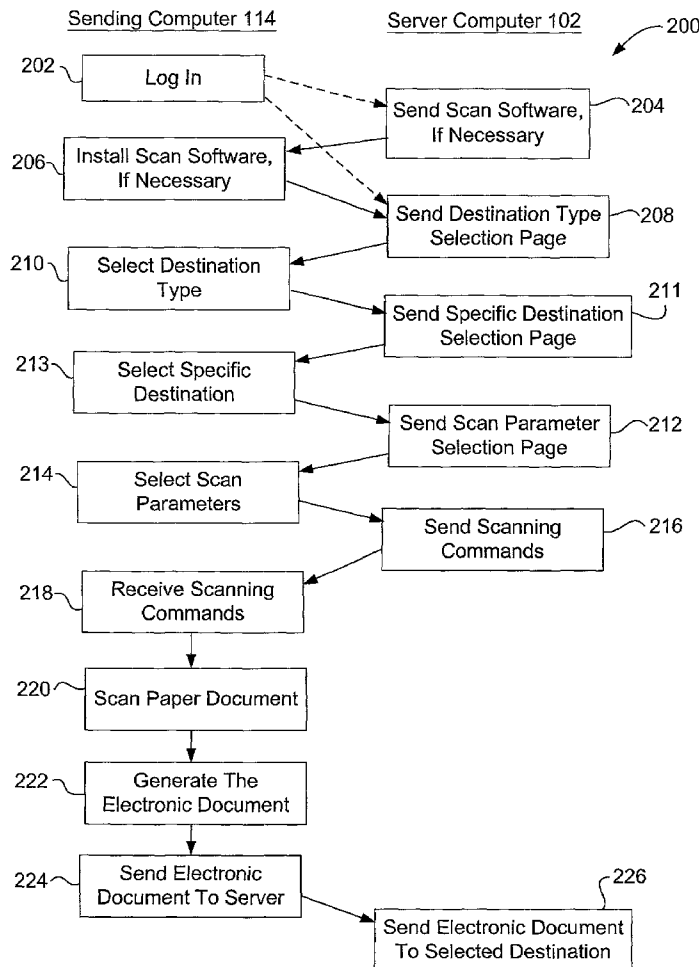 Sending Computer 114
Server Computer 102
200
202
Log In
Send Scan Software,
If Necessary
204
206
Install Scan Software,
If Necessary
Send Destination Type
Selection Page
208
210
Select Destination
Type
Send Specific Destination
Selection Page
211
213
Select Specific
Destination
Send Scan Parameter
Selection Page
212
214
Select Scan
Parameters
Send Scanning
Commands
216
218
Receive Scanning
Commands
220
Scan Paper Document
222
Generate The
Electronic Document
224
Send Electronic
Document To Server
226
Send Electronic Document
To Selected Destination